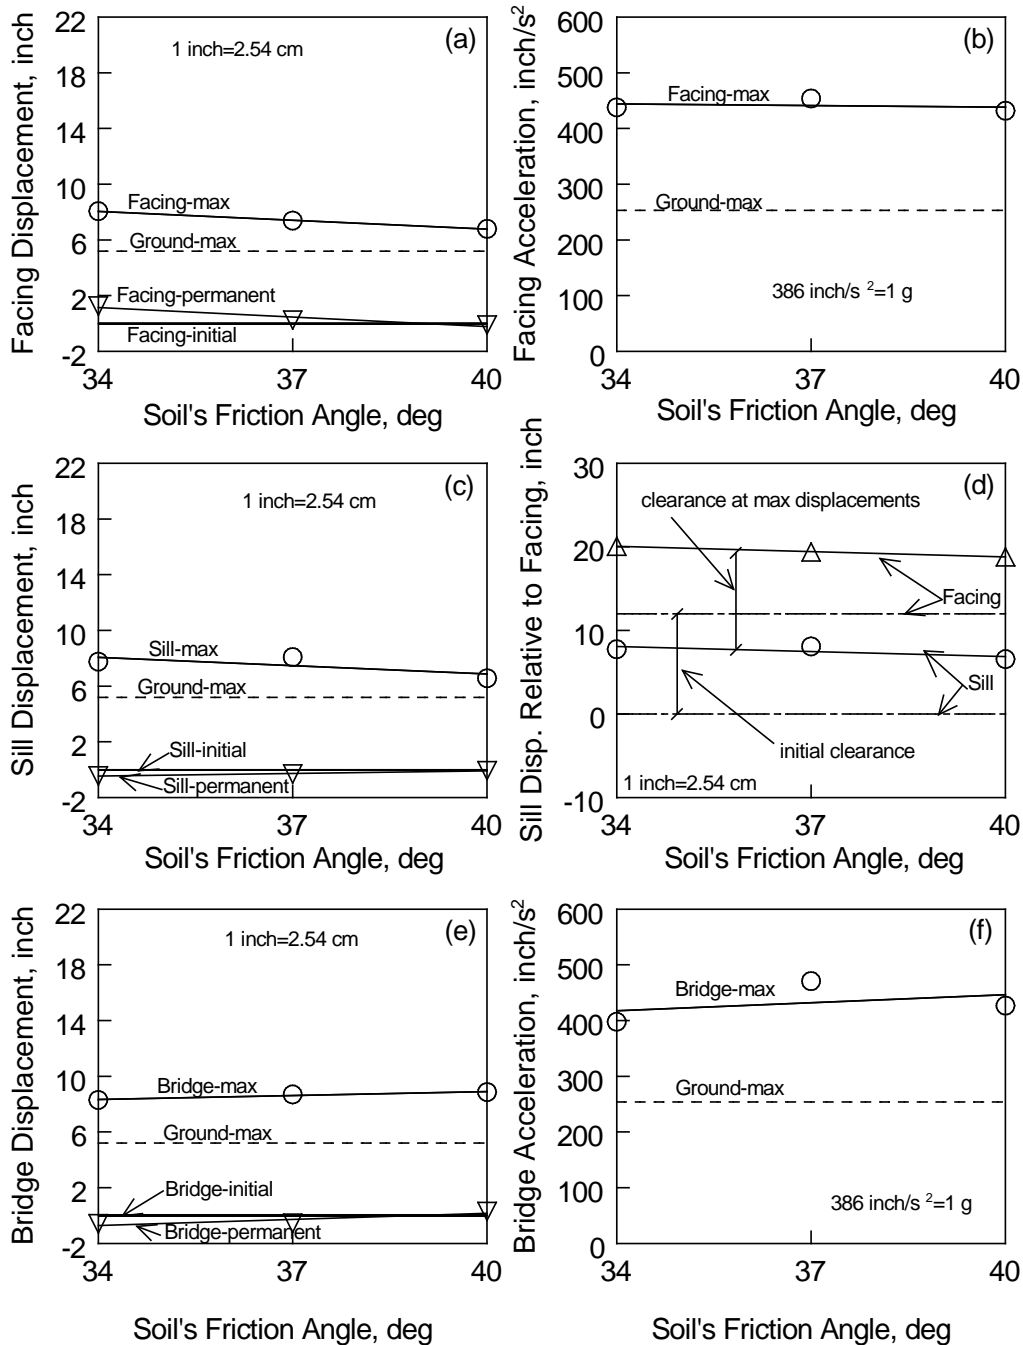 (a)
1 inch=2.54 cm
Facing Displacement, inch
22
18
14
10
6
2
-2
Facing-max
Ground-max
Facing-permanent
Facing-initial
34
37
40
Soil's Friction Angle, deg
(b)
Facing Acceleration, inch/s²
600
500
400
300
200
100
0
Facing-max
Ground-max
386 inch/s ²=1 g
34
37
40
Soil's Friction Angle, deg
(c)
1 inch=2.54 cm
Sill Displacement, inch
22
18
14
10
6
2
-2
Sill-max
Ground-max
Sill-initial
Sill-permanent
34
37
40
Soil's Friction Angle, deg
(d)
Sill Disp. Relative to Facing, inch
30
20
10
0
-10
clearance at max displacements
Facing
Sill
initial clearance
1 inch=2.54 cm
34
37
40
Soil's Friction Angle, deg
(e)
1 inch=2.54 cm
Bridge Displacement, inch
22
18
14
10
6
2
-2
Bridge-max
Ground-max
Bridge-initial
Bridge-permanent
34
37
40
Soil's Friction Angle, deg
(f)
Bridge Acceleration, inch/s²
600
500
400
300
200
100
0
Bridge-max
Ground-max
386 inch/s ²=1 g
34
37
40
Soil's Friction Angle, deg